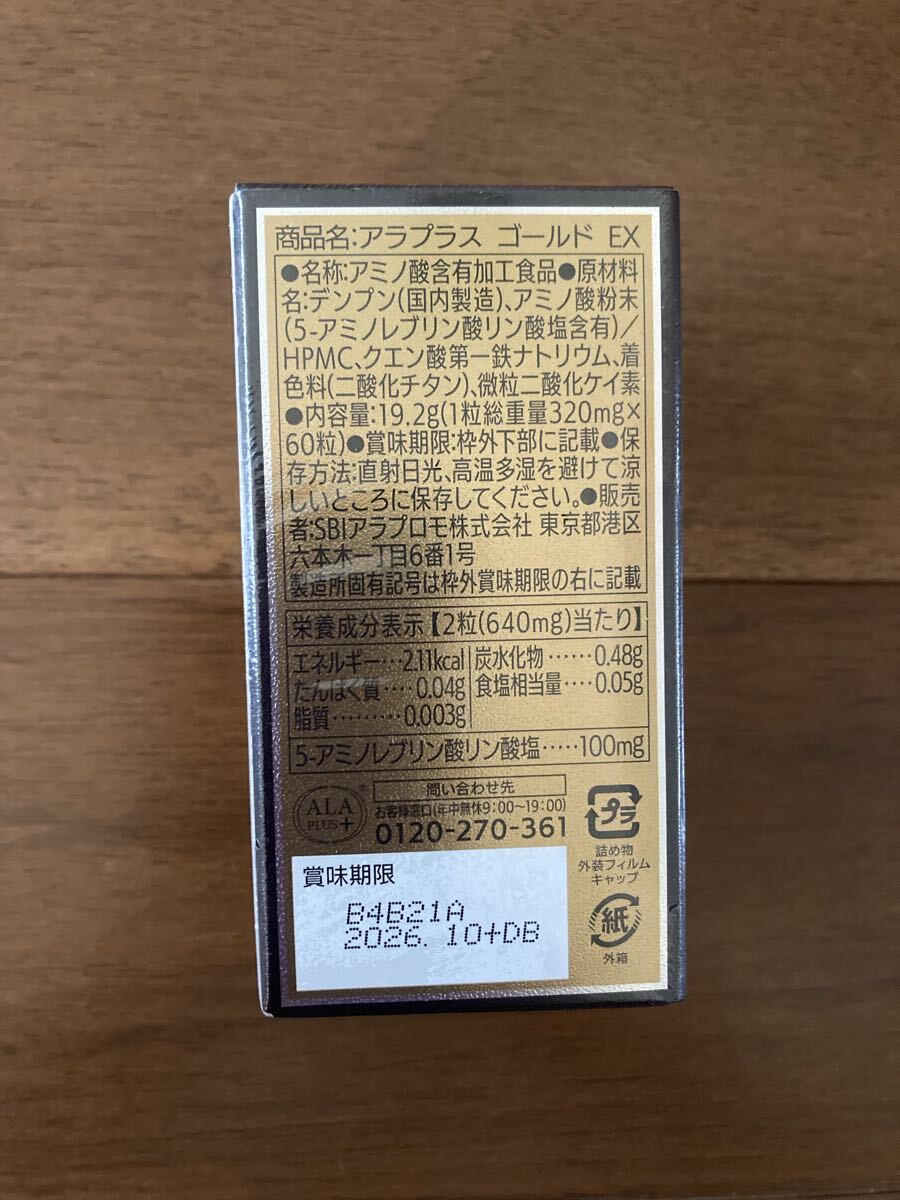 商品名:アラプラス ゴールド EX
●名称:アミノ酸含有加工食品●原材料
名:デンプン(国内製造)、アミノ酸粉末
(5-アミノレブリン酸リン酸塩含有)/
HPMC、クエン酸第一鉄ナトリウム、着
色料(二酸化チタン)、微粒二酸化ケイ素
●内容量:19.2g(1粒総重量320mg×
60粒)●賞味期限:枠外下部に記載●保
存方法:直射日光、高温多湿を避けて涼
しいところに保存してください。●販売
者:SBIアラプロモ株式会社 東京都港区
六本木一丁目6番1号
製造所固有記号は枠外賞味期限の右に記載
栄養成分表示【2粒(640mg)当たり】
エネルギー…2.11kcal
たんぱく質‥‥0.04g
脂質………0.003g
炭水化物……0.48g
食塩相当量‥‥0.05g
5-アミノレブリン酸リン酸塩‥‥‥100mg
ALA
PLUS+
問い合わせ先
お客様窓口(年中無休9:00〜19:00)
0120-270-361
プラ
詰め物
外装フィルム
キャップ
紙
外箱
賞味期限
B4B21A
2026. 10+DB